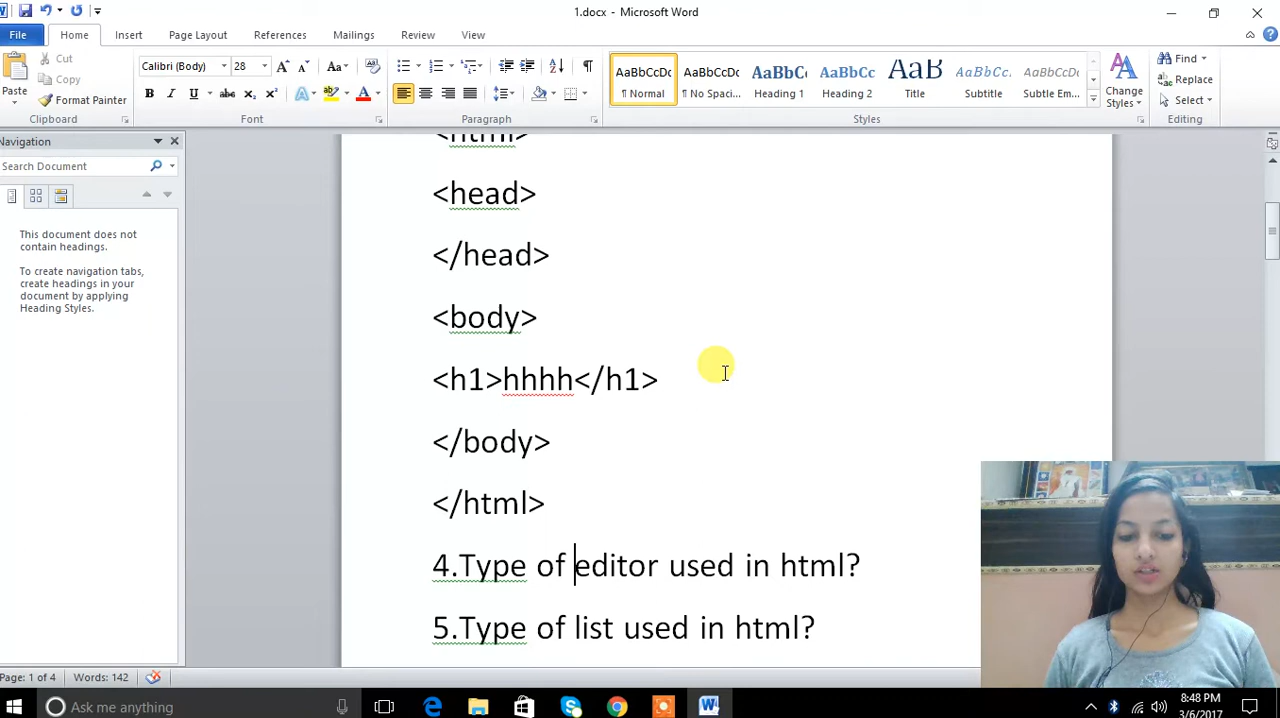 1.docx - Microsoft Word
File Home Insert Page Layout References Mailings Review View
Paste
Cut
Copy
Format Painter
Clipboard
Calibri (Body) 28
Font
Paragraph
AaBbCcDc AaBbCcDc AaBbC AaBbCc AaB AaBbCc. AaBbCcDc
¶ Normal ¶ No Spaci... Heading 1 Heading 2 Title Subtitle Subtle Em...
Change Styles
Styles
Find
Replace
Select
Editing
Navigation
Search Document
This document does not
contain headings.
To create navigation tabs,
create headings in your
document by applying
Heading Styles.
<html>
<head>
</head>
<body>
<h1>hhhh</h1>
</body>
</html>
4.Type of editor used in html?
5.Type of list used in html?
Page: 1 of 4 Words: 142
Ask me anything
8:48 PM
3/6/2017